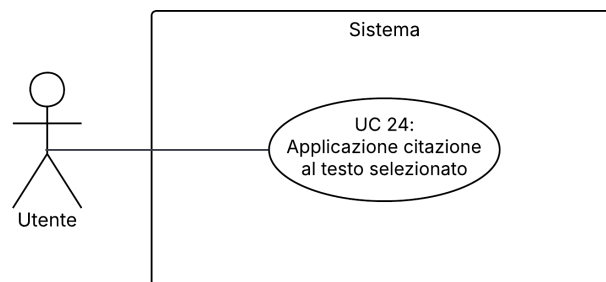 Sistema
UC 24:
Applicazione citazione
al testo selezionato
Utente